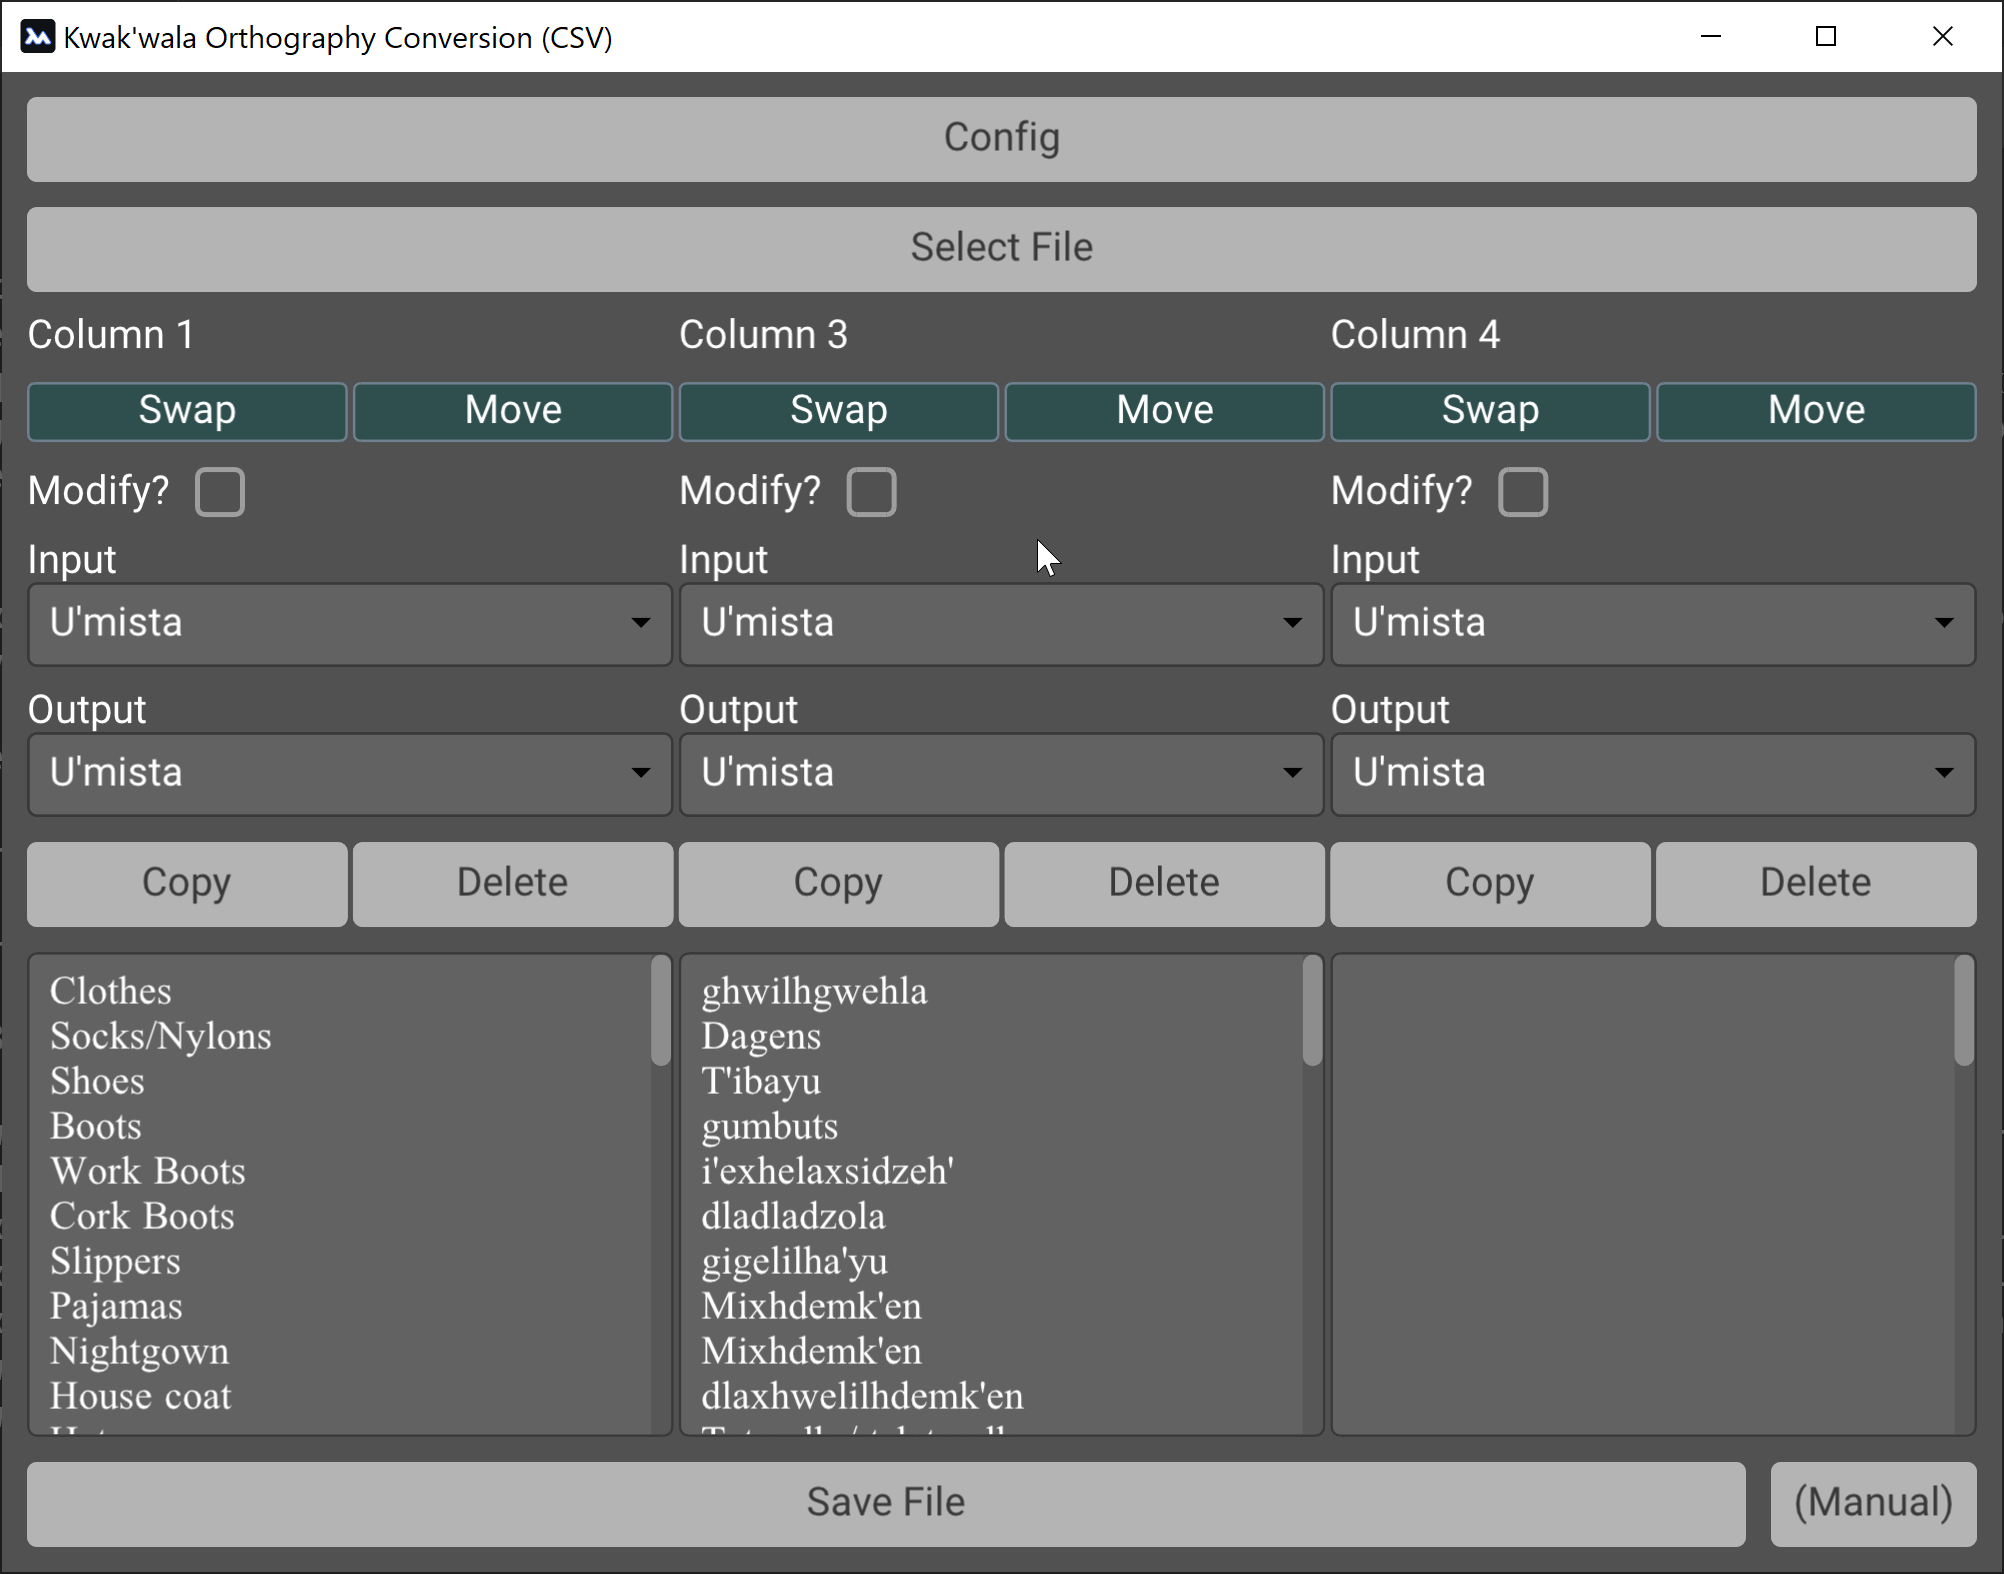 Kwak'wala Orthography Conversion (CSV)
Config
Select File
Column 1 Column 3 Column 4
Swap Move Swap Move Swap Move
Modify? Modify? Modify?
Input Input Input
U'mista U'mista U'mista
Output Output Output
U'mista U'mista U'mista
Copy Delete Copy Delete Copy Delete
Clothes
Socks/Nylons
Shoes
Boots
Work Boots
Cork Boots
Slippers
Pajamas
Nightgown
House coat
ghwilhgwehla
Dagens
T'ibayu
gumbuts
i'exhelaxsidzeh'
dladladzola
gigelilha'yu
Mixhdemk'en
Mixhdemk'en
dlaxhwelilhdemk'en
Save File (Manual)